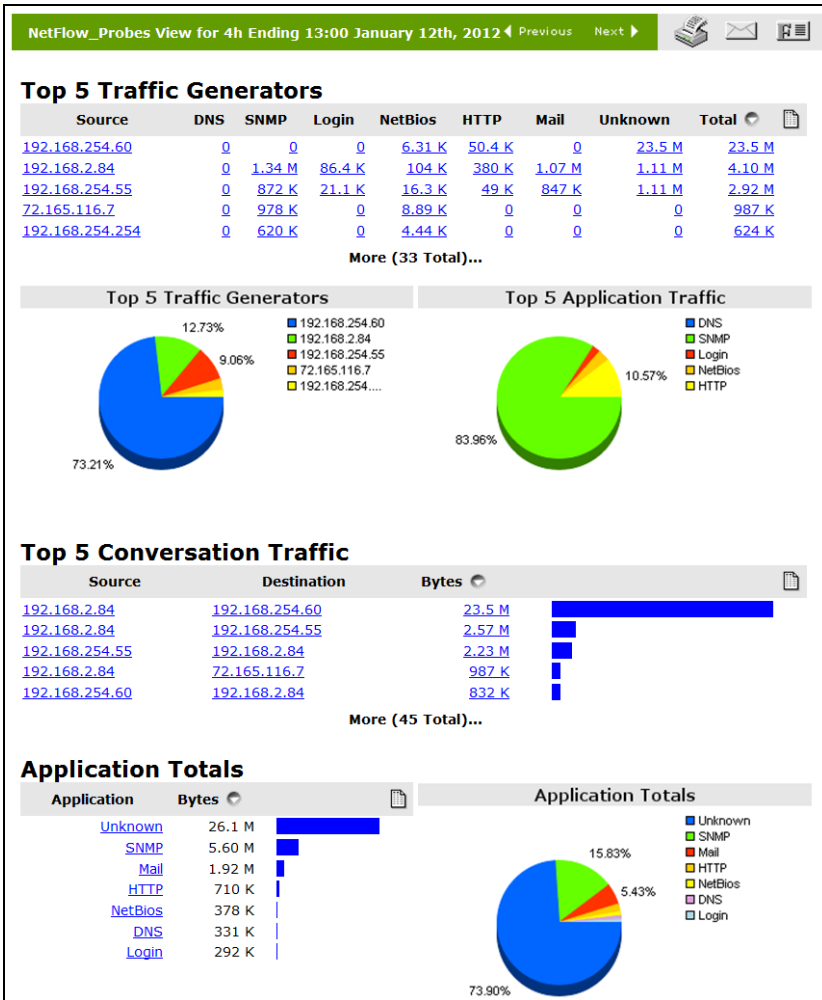 NetFlow_Probes View for 4h Ending 13:00 January 12th, 2012 Previous Next
Top 5 Traffic Generators
Source DNS SNMP Login NetBios HTTP Mail Unknown Total
192.168.254.60 0 0 0 6.31 K 50.4 K 0 23.5 M 23.5 M
192.168.2.84 0 1.34 M 86.4 K 104 K 380 K 1.07 M 1.11 M 4.10 M
192.168.254.55 0 872 K 21.1 K 16.3 K 49 K 847 K 1.11 M 2.92 M
72.165.116.7 0 978 K 0 8.89 K 0 0 0 987 K
192.168.254.254 0 620 K 0 4.44 K 0 0 0 624 K
More (33 Total)...
Top 5 Traffic Generators
12.73%
9.06%
73.21%
192.168.254.60
192.168.2.84
192.168.254.55
72.165.116.7
192.168.254....
Top 5 Application Traffic
10.57%
83.96%
DNS
SNMP
Login
NetBios
HTTP
Top 5 Conversation Traffic
Source Destination Bytes
192.168.2.84 192.168.254.60 23.5 M
192.168.2.84 192.168.254.55 2.57 M
192.168.254.55 192.168.2.84 2.23 M
192.168.2.84 72.165.116.7 987 K
192.168.254.60 192.168.2.84 832 K
More (45 Total)...
Application Totals
Application Bytes
Unknown 26.1 M
SNMP 5.60 M
Mail 1.92 M
HTTP 710 K
NetBios 378 K
DNS 331 K
Login 292 K
Application Totals
15.83%
5.43%
73.90%
Unknown
SNMP
Mail
HTTP
NetBios
DNS
Login